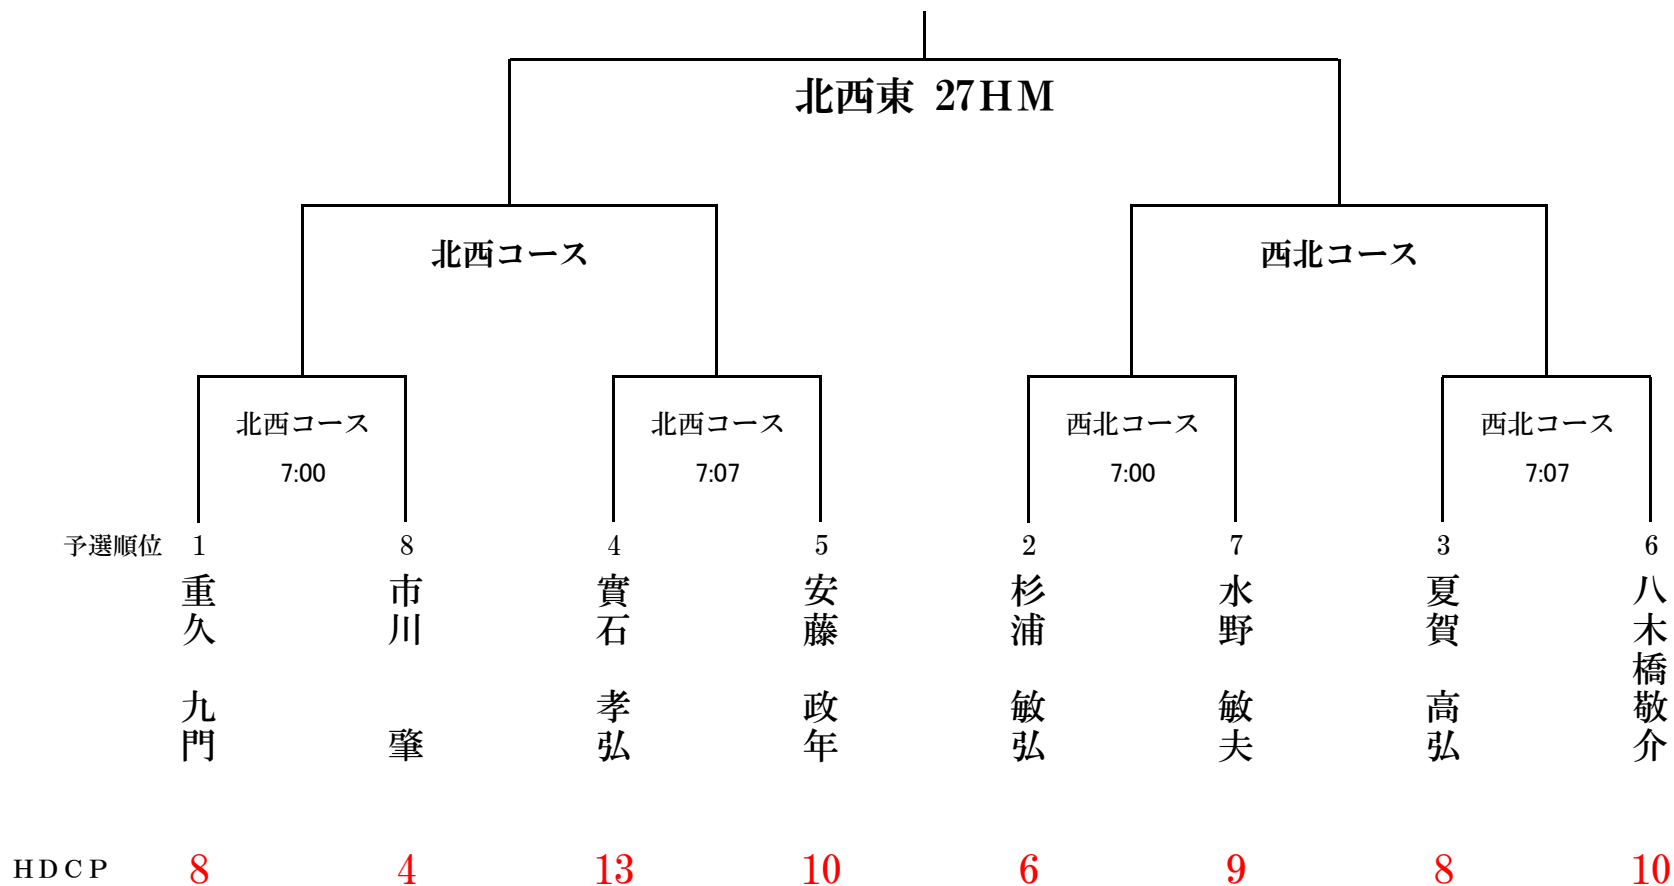 北西東 27HM
北西コース
西北コース
北西コース
北西コース
西北コース
西北コース
7:00
7:07
7:00
7:07
予選順位 1 8 4 5 2 7 3 6
重久 九門
市川 肇
實石 孝弘
安藤 政年
杉浦 敏弘
水野 敏夫
夏賀 高弘
八木橋敬介
HDCP 8 4 13 10 6 9 8 10